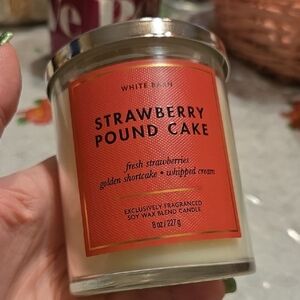 WHITE BARN
STRAWBERRY
POUND CAKE
fresh strawberries
golden shortcake • whipped cream
EXCLUSIVELY FRAGRANCED
SOY WAX BLEND CANDLE
8 oz / 227 g